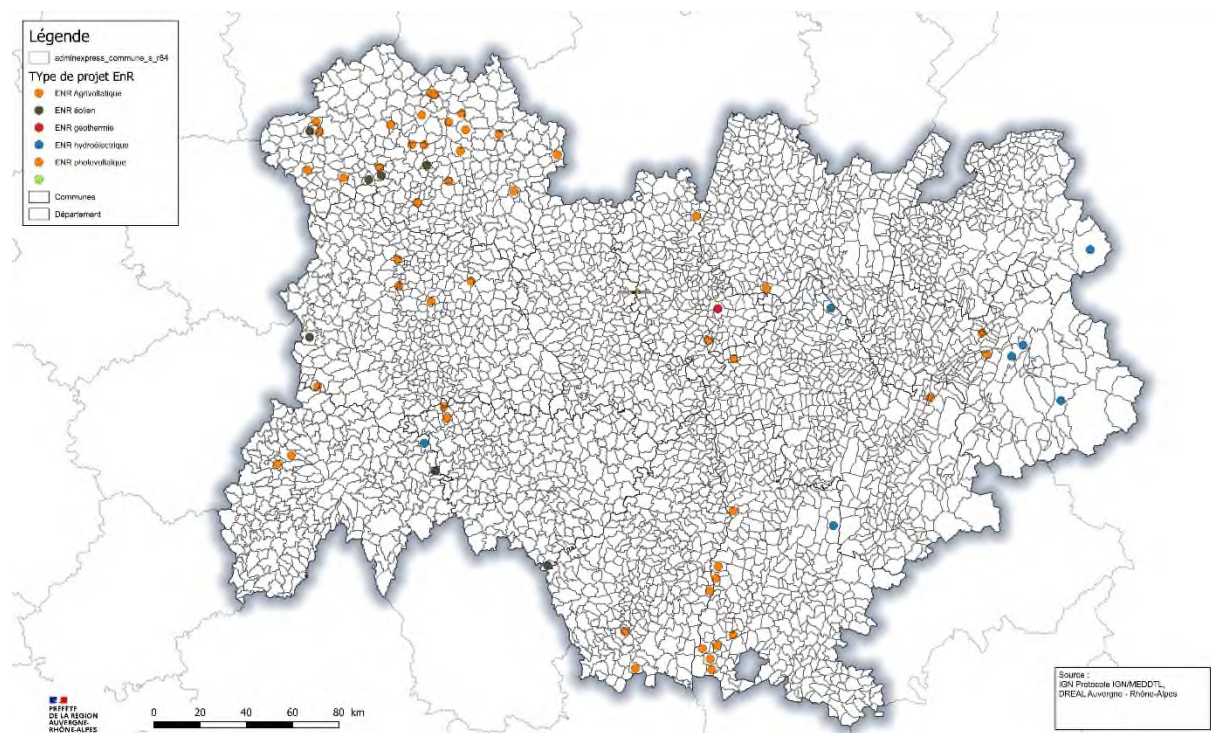 Légende
adminexpress_commune_s_r84
TYpe de projet EnR
ENR Agrivoltaïque
ENR éolien
ENR géothermie
ENR hydroélectrique
ENR photovoltaïque
Communes
Département
PRÉFÈTE
DE LA RÉGION
AUVERGNE-
RHÔNE-ALPES
0 20 40 60 80 km
Source :
IGN Protocole IGN/MEDDTL,
DREAL Auvergne - Rhône-Alpes